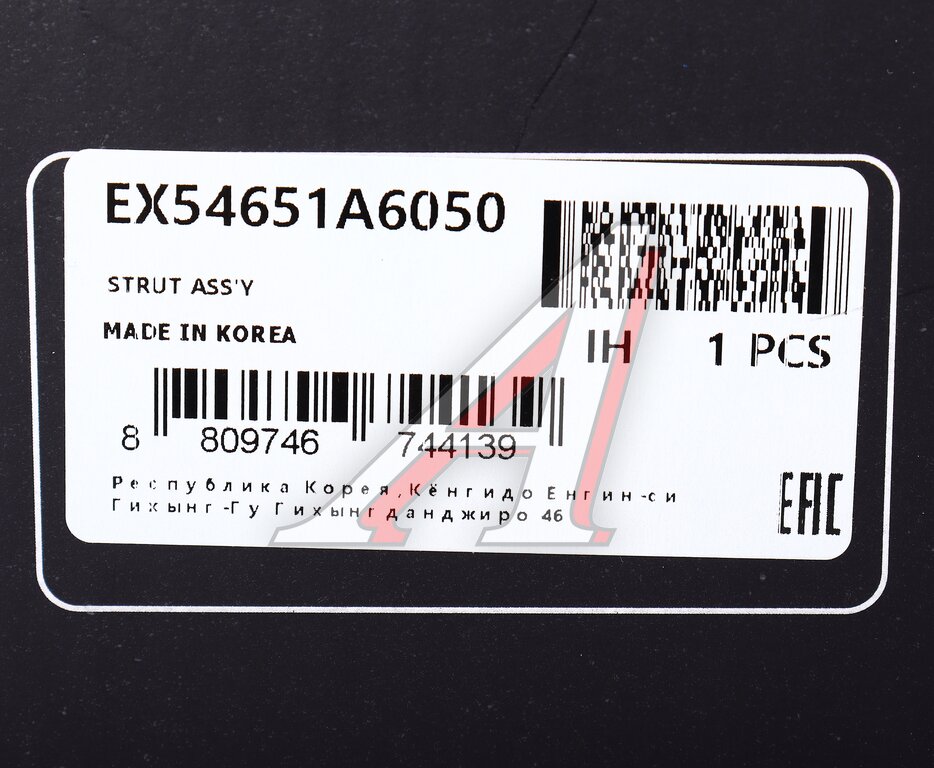 EX54651A6050
STRUT ASS'Y
MADE IN KOREA
IH 1 PCS
8 809746 744139
Республика Корея,Кёнгидо Енгин-си
Гихынг-Гу Гихынгданджиро 46
EAC